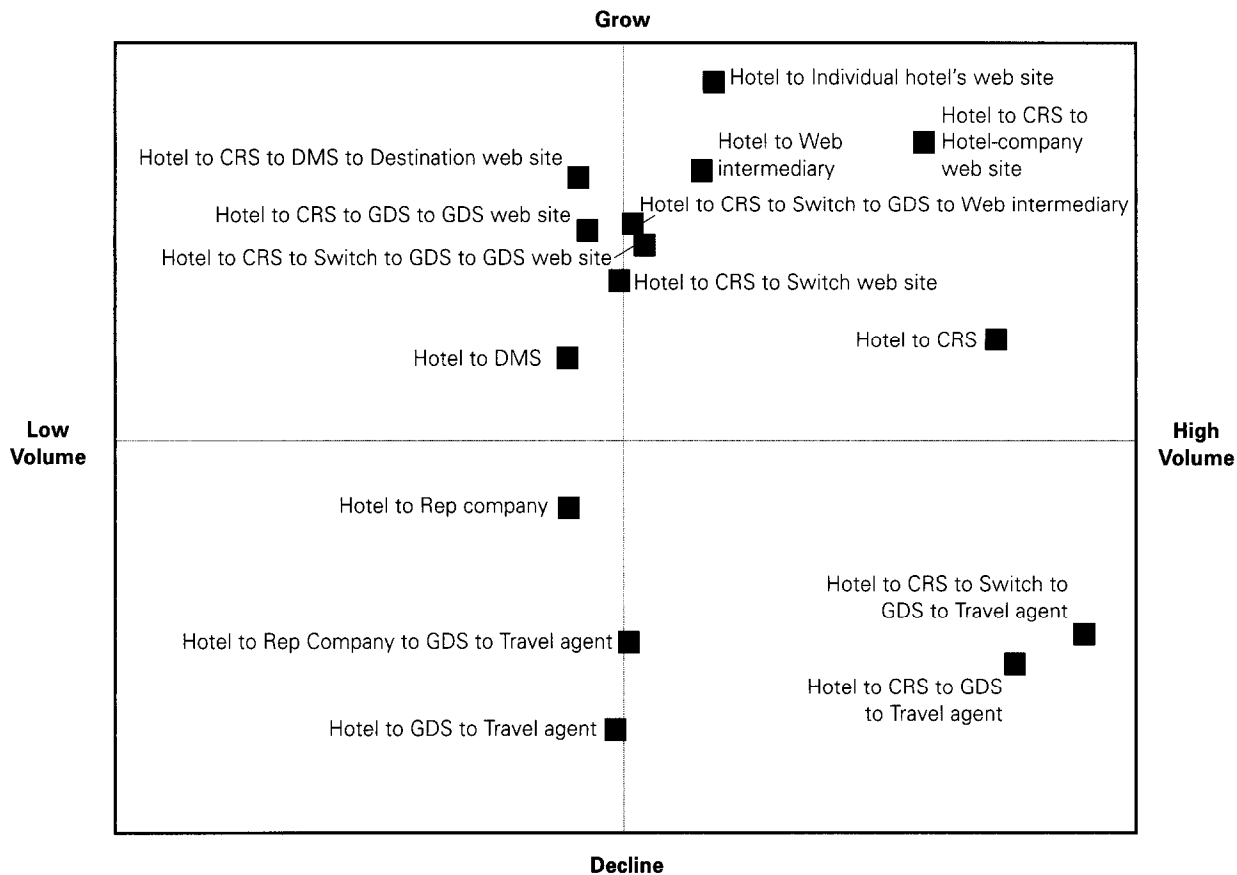 Grow
Hotel to Individual hotel's web site
Hotel to CRS to
Hotel-company
web site
Hotel to Web
intermediary
Hotel to CRS to DMS to Destination web site
Hotel to CRS to Switch to GDS to Web intermediary
Hotel to CRS to GDS to GDS web site
Hotel to CRS to Switch to GDS to GDS web site
Hotel to CRS to Switch web site
Hotel to CRS
Hotel to DMS
Low
Volume
High
Volume
Hotel to Rep company
Hotel to CRS to Switch to
GDS to Travel agent
Hotel to Rep Company to GDS to Travel agent
Hotel to CRS to GDS
to Travel agent
Hotel to GDS to Travel agent
Decline